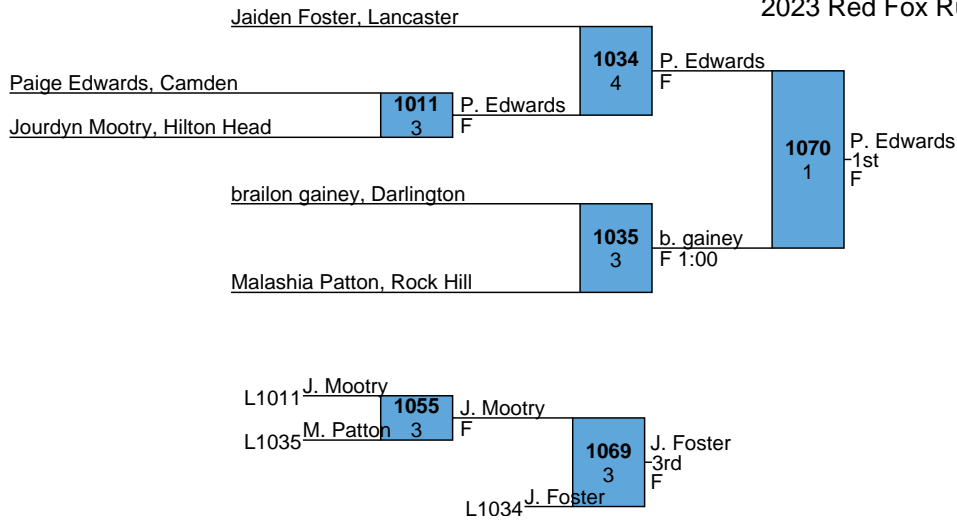 2023 Red Fox Ru
Jaiden Foster, Lancaster
1034
4
P. Edwards
F
Paige Edwards, Camden
1011
3
P. Edwards
F
Jourdyn Mootry, Hilton Head
1070
1
P. Edwards
1st
F
brailon gainey, Darlington
1035
3
b. gainey
F 1:00
Malashia Patton, Rock Hill
L1011 J. Mootry
1055
3
J. Mootry
F
L1035 M. Patton
1069
3
J. Foster
3rd
F
L1034 J. Foster